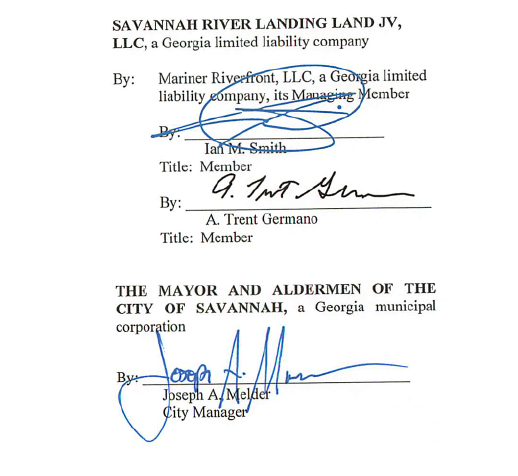 SAVANNAH RIVER LANDING LAND JV,
LLC, a Georgia limited liability company
By: Mariner Riverfront, LLC, a Georgia limited
liability company, its Managing Member
By:
Ian M. Smith
Title: Member
A. Trent Germano
By:
A. Trent Germano
Title: Member
THE MAYOR AND ALDERMEN OF THE
CITY OF SAVANNAH, a Georgia municipal
corporation
Joseph A. Melder
By:
Joseph A. Melder
City Manager